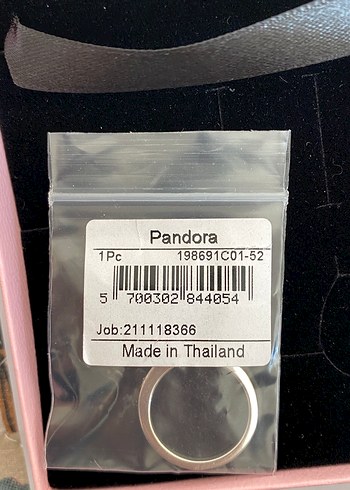 Pandora
1Pc 198691C01-52
5 700302 844054
Job:211118366
Made in Thailand